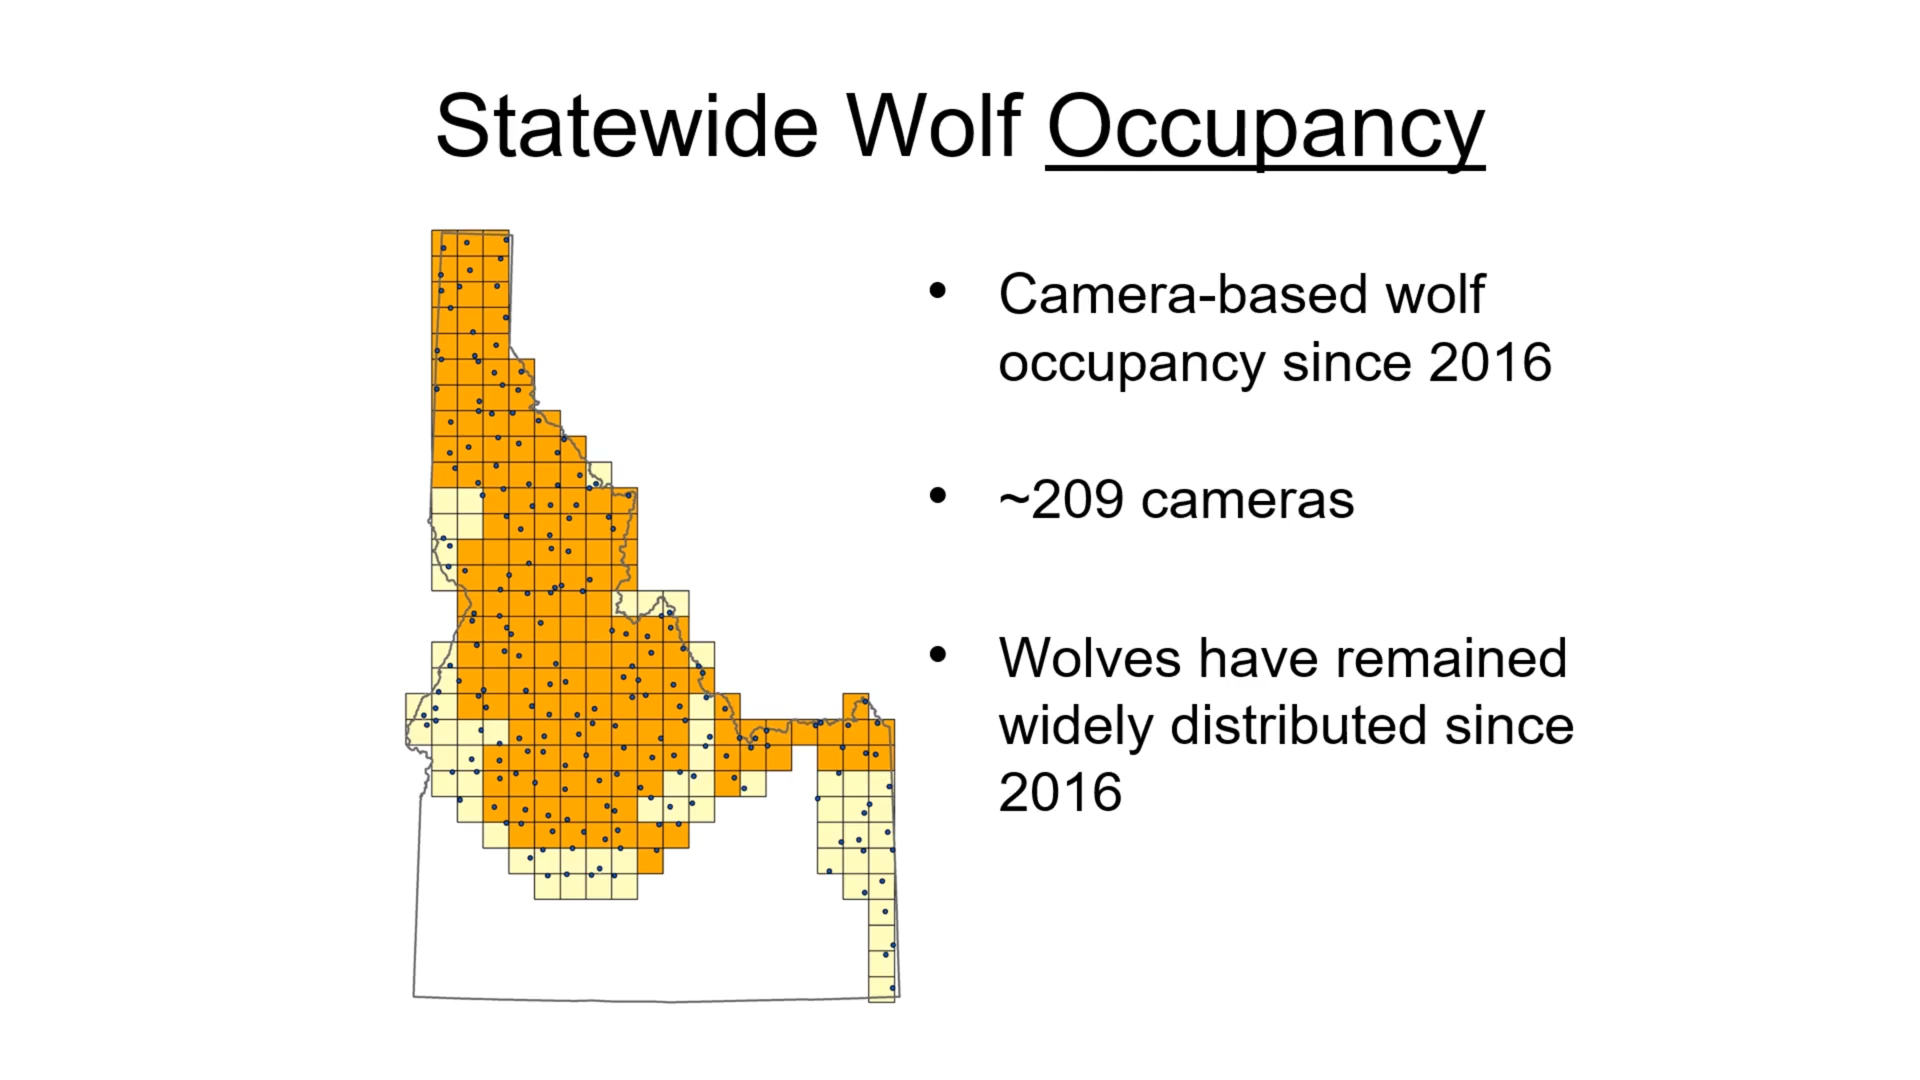 Statewide Wolf Occupancy
• Camera-based wolf
occupancy since 2016
• ~209 cameras
• Wolves have remained
widely distributed since
2016